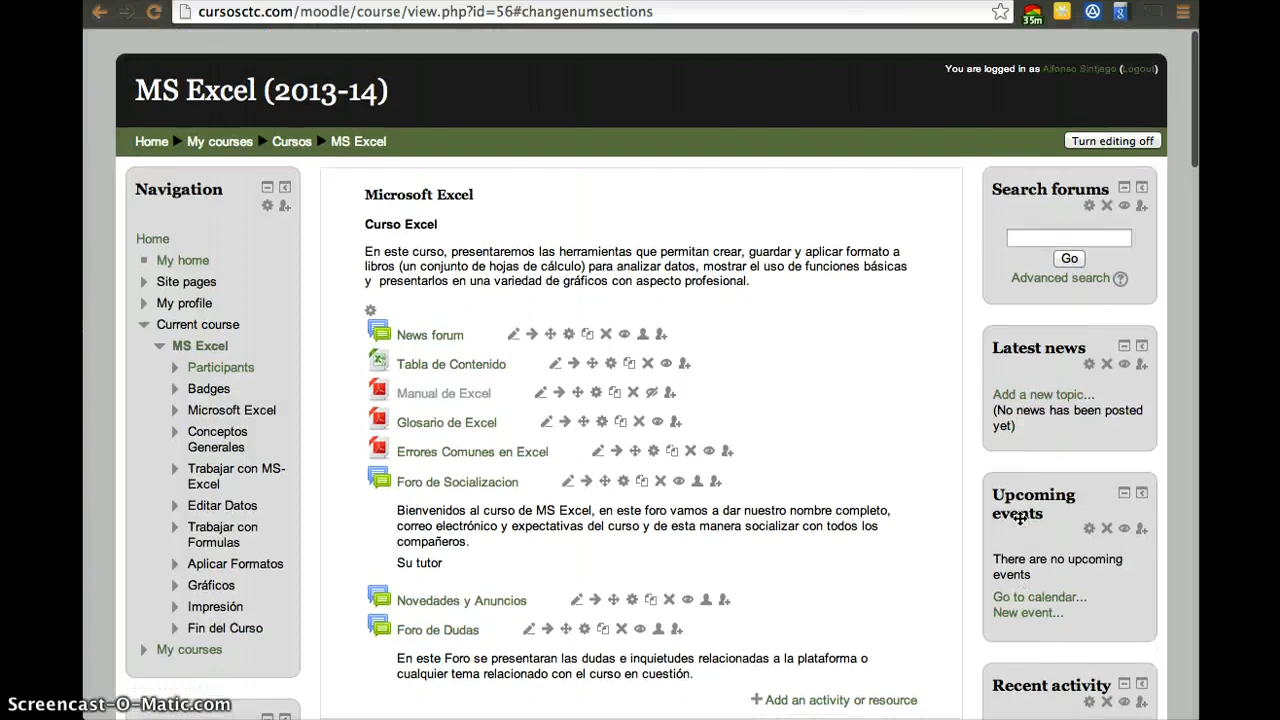 cursosctc.com/moodle/course/view.php?id=56#changenumsections
35m
MS Excel (2013-14)
You are logged in as Alfonso Sintjago (Logout)
Home My courses Cursos MS Excel
Turn editing off
Navigation
Home
My home
Site pages
My profile
Current course
MS Excel
Participants
Badges
Microsoft Excel
Conceptos
Generales
Trabajar con MS-
Excel
Editar Datos
Trabajar con
Formulas
Aplicar Formatos
Gráficos
Impresión
Fin del Curso
My courses
Microsoft Excel
Curso Excel
En este curso, presentaremos las herramientas que permitan crear, guardar y aplicar formato a
libros (un conjunto de hojas de cálculo) para analizar datos, mostrar el uso de funciones básicas
y presentarlos en una variedad de gráficos con aspecto profesional.
News forum
Tabla de Contenido
Manual de Excel
Glosario de Excel
Errores Comunes en Excel
Foro de Socializacion
Bienvenidos al curso de MS Excel, en este foro vamos a dar nuestro nombre completo,
correo electrónico y expectativas del curso y de esta manera socializar con todos los
compañeros.
Su tutor
Novedades y Anuncios
Foro de Dudas
En este Foro se presentaran las dudas e inquietudes relacionadas a la plataforma o
cualquier tema relacionado con el curso en cuestión.
Add an activity or resource
Search forums
Go
Advanced search
Latest news
Add a new topic...
(No news has been posted
yet)
Upcoming
events
There are no upcoming
events
Go to calendar...
New event...
Recent activity
Screencast-O-Matic.com